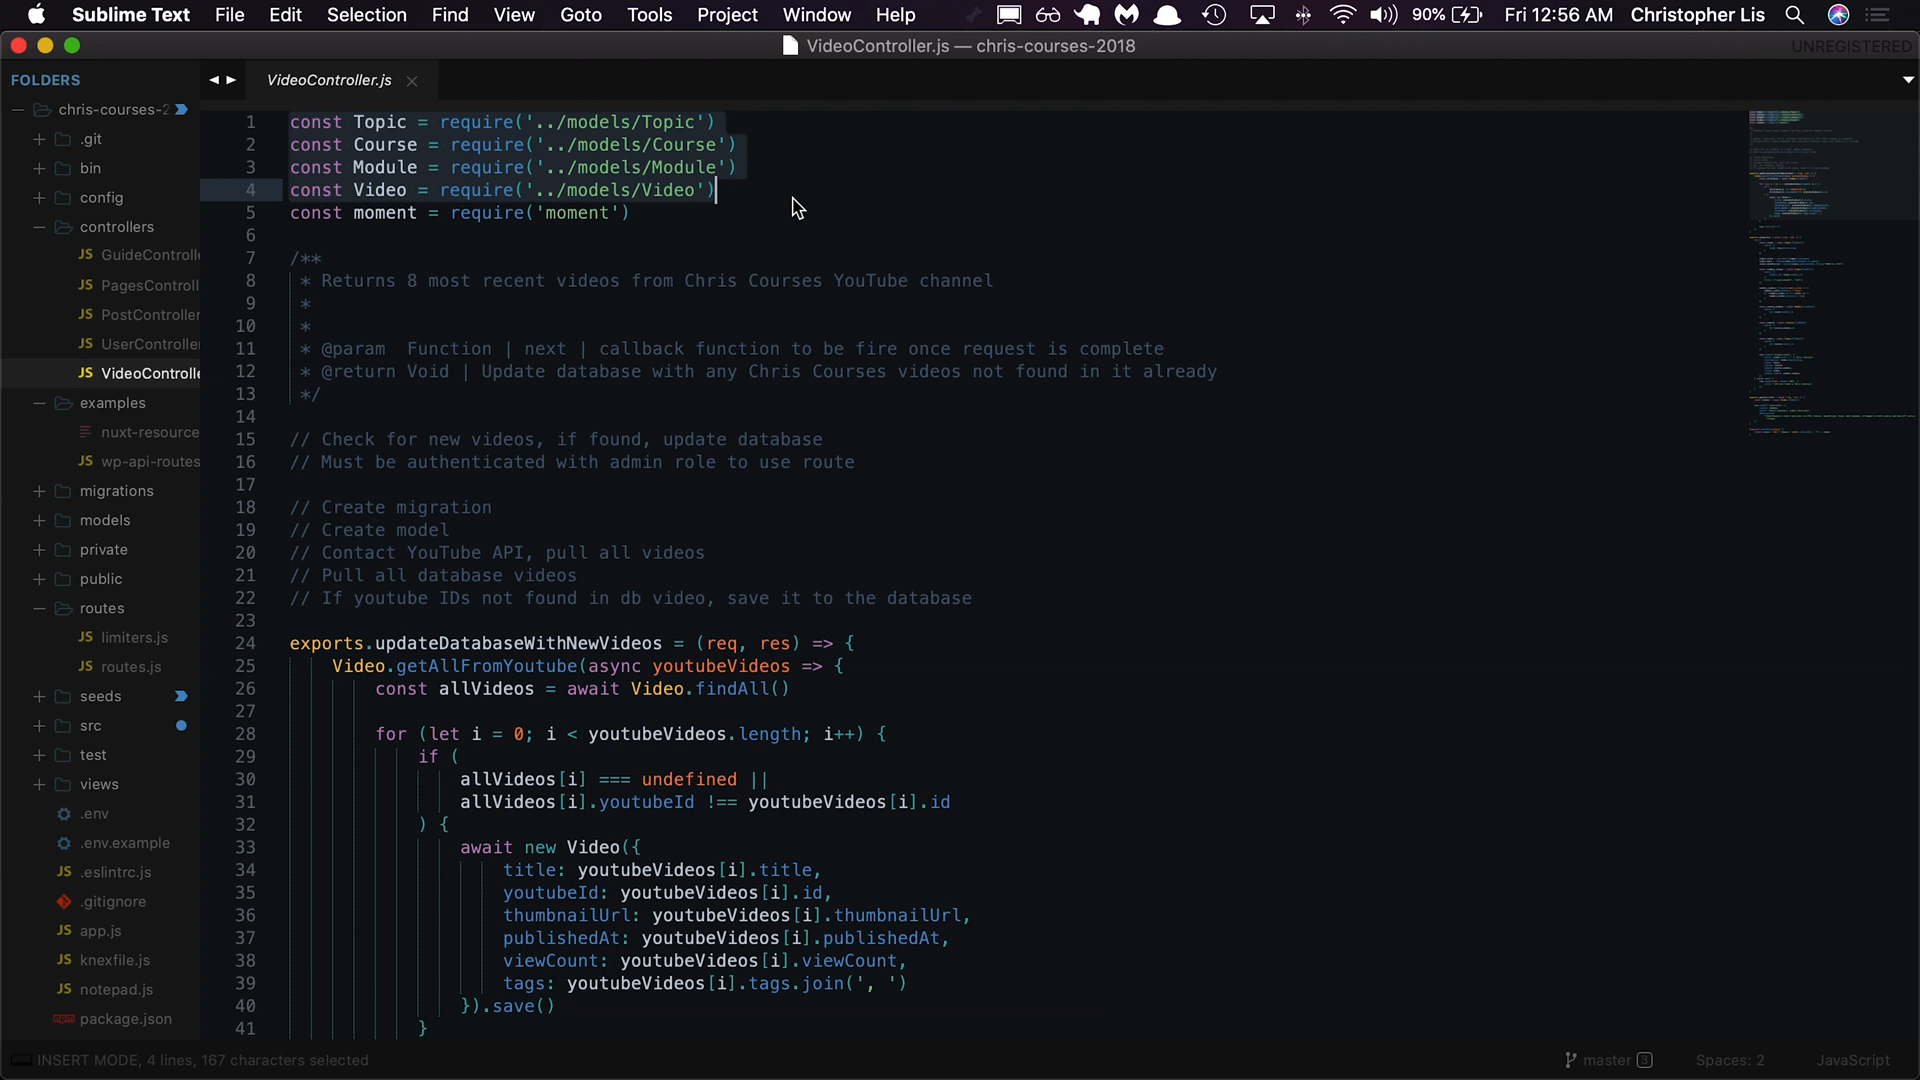 Sublime Text File Edit Selection Find View Goto Tools Project Window Help 90% Fri 12:56 AM Christopher Lis
VideoController.js — chris-courses-2018 UNREGISTERED
FOLDERS
chris-courses-2
.git
bin
config
controllers
JS GuideControlle
JS PagesControll
JS PostController
JS UserControlle
JS VideoControlle
examples
nuxt-resource
JS wp-api-routes
migrations
models
private
public
routes
JS limiters.js
JS routes.js
seeds
src
test
views
.env
.env.example
JS .eslintrc.js
.gitignore
JS app.js
JS knexfile.js
JS notepad.js
package.json
VideoController.js
1 const Topic = require('../models/Topic')
2 const Course = require('../models/Course')
3 const Module = require('../models/Module')
4 const Video = require('../models/Video')
5 const moment = require('moment')
6
7 /**
8 * Returns 8 most recent videos from Chris Courses YouTube channel
9 *
10 *
11 * @param Function | next | callback function to be fire once request is complete
12 * @return Void | Update database with any Chris Courses videos not found in it already
13 */
14
15 // Check for new videos, if found, update database
16 // Must be authenticated with admin role to use route
17
18 // Create migration
19 // Create model
20 // Contact YouTube API, pull all videos
21 // Pull all database videos
22 // If youtube IDs not found in db video, save it to the database
23
24 exports.updateDatabaseWithNewVideos = (req, res) => {
25 Video.getAllFromYoutube(async youtubeVideos => {
26 const allVideos = await Video.findAll()
27
28 for (let i = 0; i < youtubeVideos.length; i++) {
29 if (
30 allVideos[i] === undefined ||
31 allVideos[i].youtubeId !== youtubeVideos[i].id
32 ) {
33 await new Video({
34 title: youtubeVideos[i].title,
35 youtubeId: youtubeVideos[i].id,
36 thumbnailUrl: youtubeVideos[i].thumbnailUrl,
37 publishedAt: youtubeVideos[i].publishedAt,
38 viewCount: youtubeVideos[i].viewCount,
39 tags: youtubeVideos[i].tags.join(', ')
40 }).save()
41 }
INSERT MODE, 4 lines, 167 characters selected master 3 Spaces: 2 JavaScript